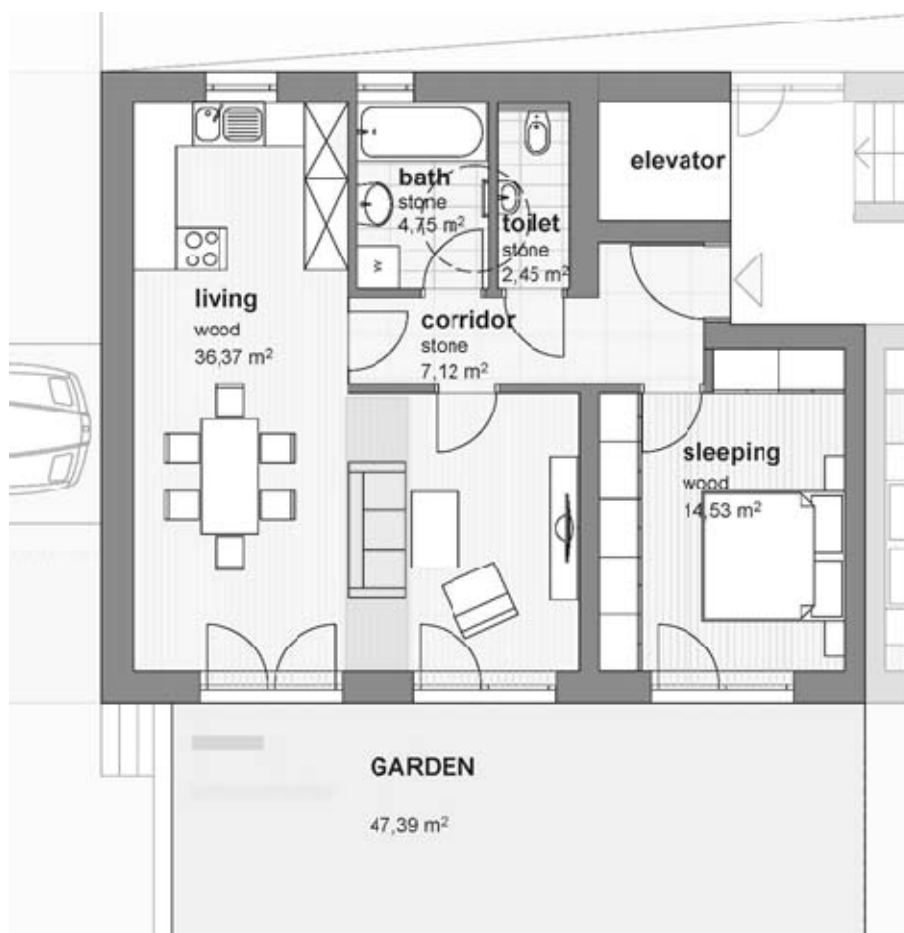 elevator
bath
stone
4,75 m²
toilet
stone
2,45 m²
W
living
wood
36,37 m²
corridor
stone
7,12 m²
sleeping
wood
14,53 m²
GARDEN
47,39 m²